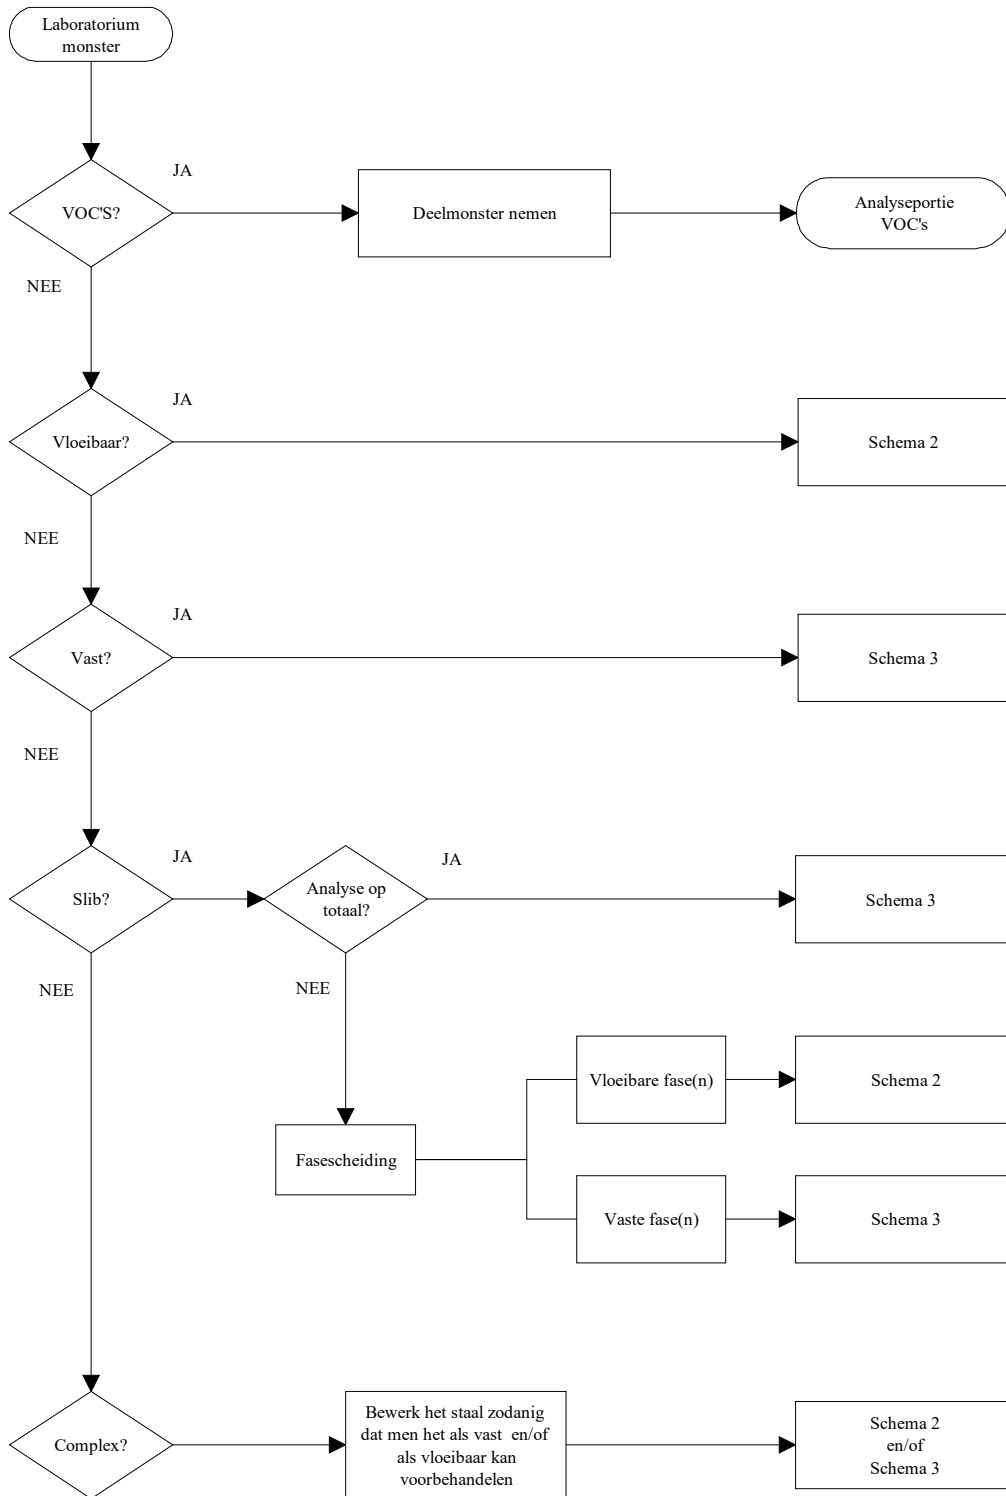 Laboratorium
monster
JA
VOC'S?
Deelmonster nemen
Analyseportie
VOC's
NEE
JA
Vloeibaar?
Schema 2
NEE
JA
Vast?
Schema 3
NEE
JA
Slib?
Analyse op
totaal?
JA
Schema 3
NEE
NEE
Vloeibare fase(n)
Schema 2
Fasescheiding
Vaste fase(n)
Schema 3
Complex?
Bewerk het staal zodanig
dat men het als vast en/of
als vloeibaar kan
voorbehandelen
Schema 2
en/of
Schema 3